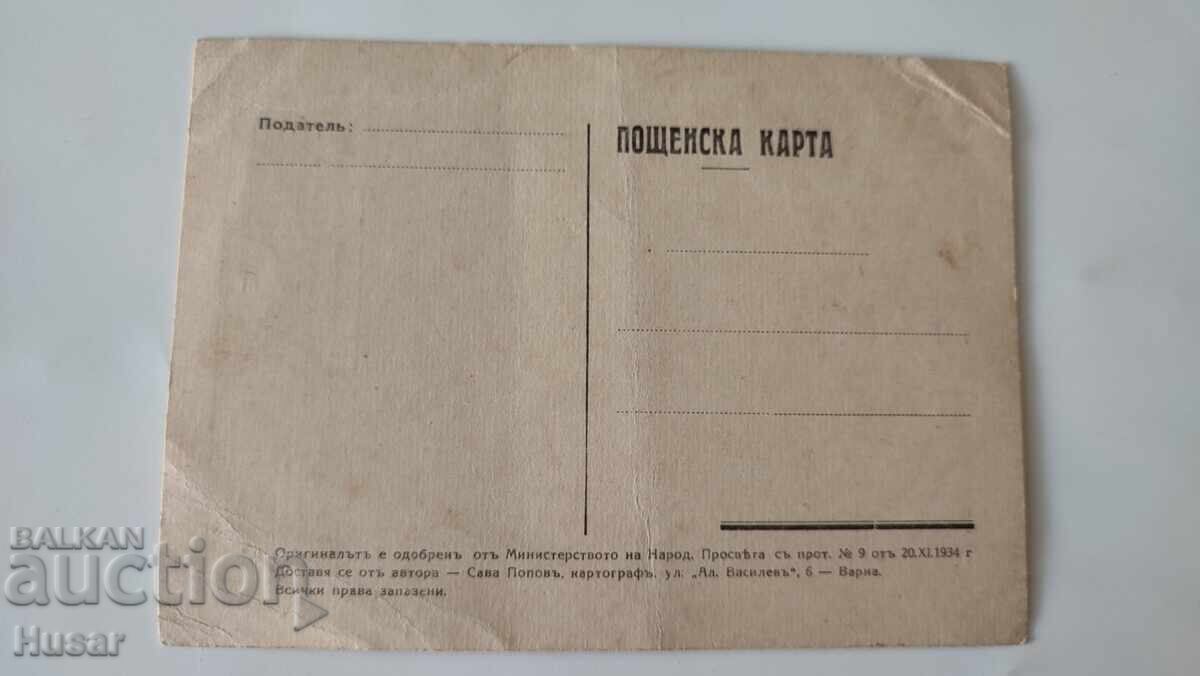 Податель:
ПОЩЕНСКА КАРТА
Оригиналътъ е одобренъ отъ Министерството на Народ. Просвѣта съ прот. № 9 отъ 20.XI.1934 г
Доставя се отъ автора — Сава Поповъ, картографъ, ул: „Ал. Василевъ“, 6 — Варна.
Всички права запазени.
BALKAN
auction
Husar